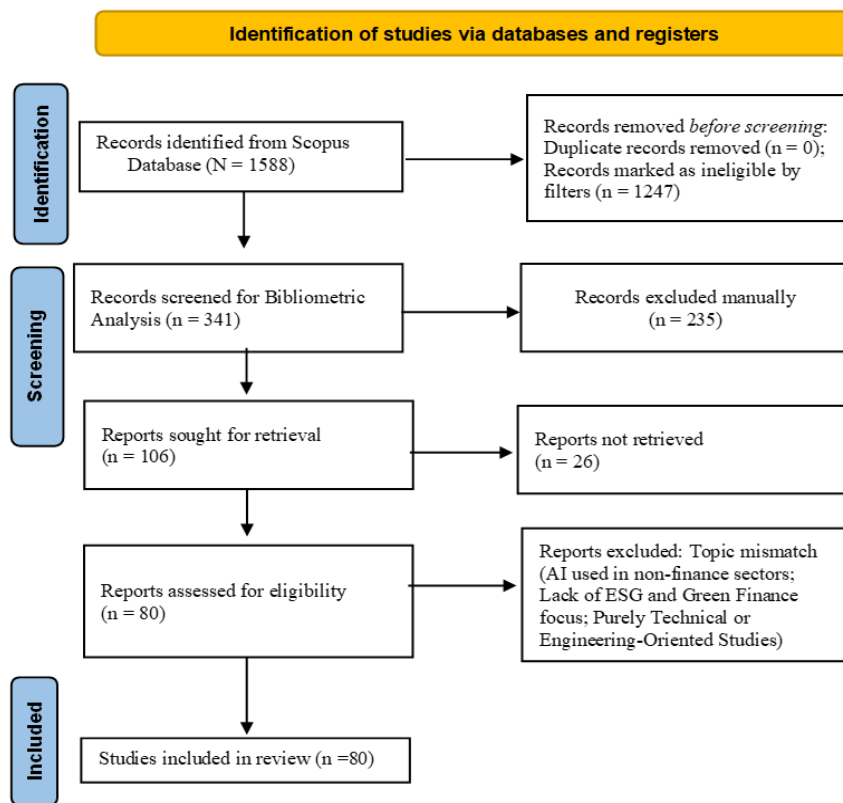 Identification of studies via databases and registers
Identification
Records identified from Scopus
Database (N = 1588)
Records removed before screening:
Duplicate records removed (n = 0);
Records marked as ineligible by
filters (n = 1247)
Screening
Records screened for Bibliometric
Analysis (n = 341)
Records excluded manually
(n = 235)
Reports sought for retrieval
(n = 106)
Reports not retrieved
(n = 26)
Reports assessed for eligibility
(n = 80)
Reports excluded: Topic mismatch
(AI used in non-finance sectors;
Lack of ESG and Green Finance
focus; Purely Technical or
Engineering-Oriented Studies)
Included
Studies included in review (n =80)